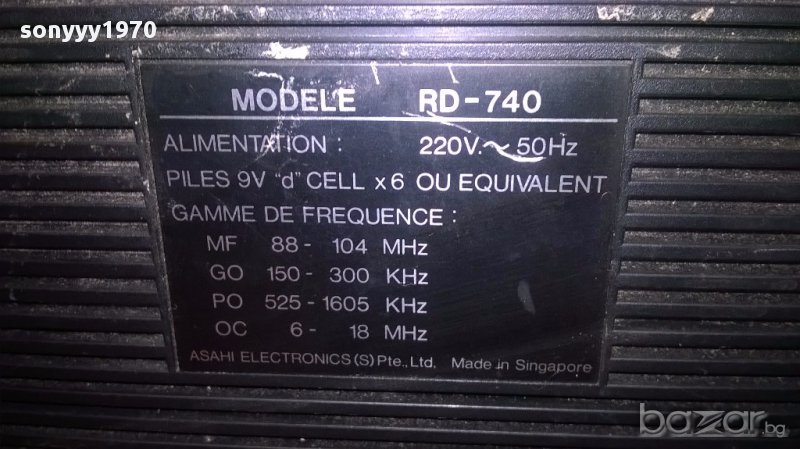 sonyyy1970
MODELE RD-740
ALIMENTATION : 220V.~ 50Hz
PILES 9V "d" CELL x 6 OU EQUIVALENT
GAMME DE FREQUENCE :
MF 88 - 104 MHz
GO 150 - 300 KHz
PO 525 - 1605 KHz
OC 6 - 18 MHz
ASAHI ELECTRONICS (S) Pte., Ltd. Made in Singapore
bazar.bg